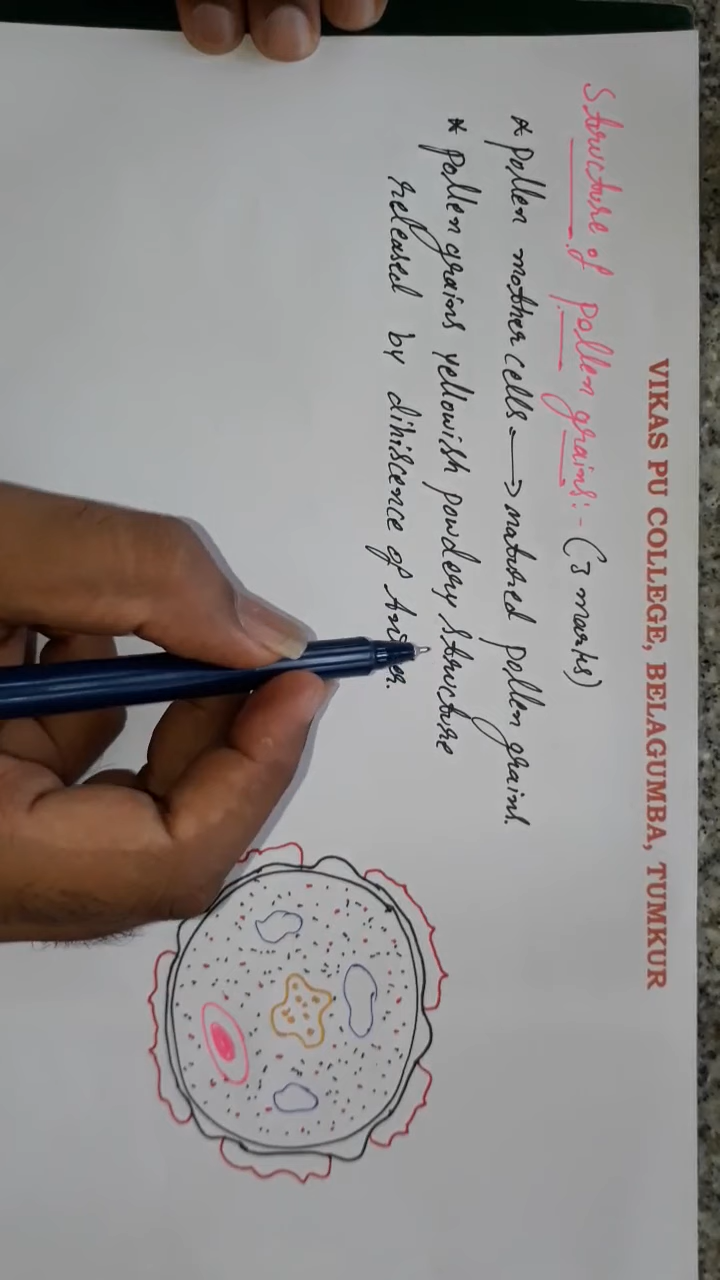 VIKAS PU COLLEGE, BELAGUMBA, TUMKUR
Structure of pollen grains:- (3 marks)
* Pollen mother cells. → matured pollen grains.
* Pollen grains yellowish powdery structure
released by dihiscence of